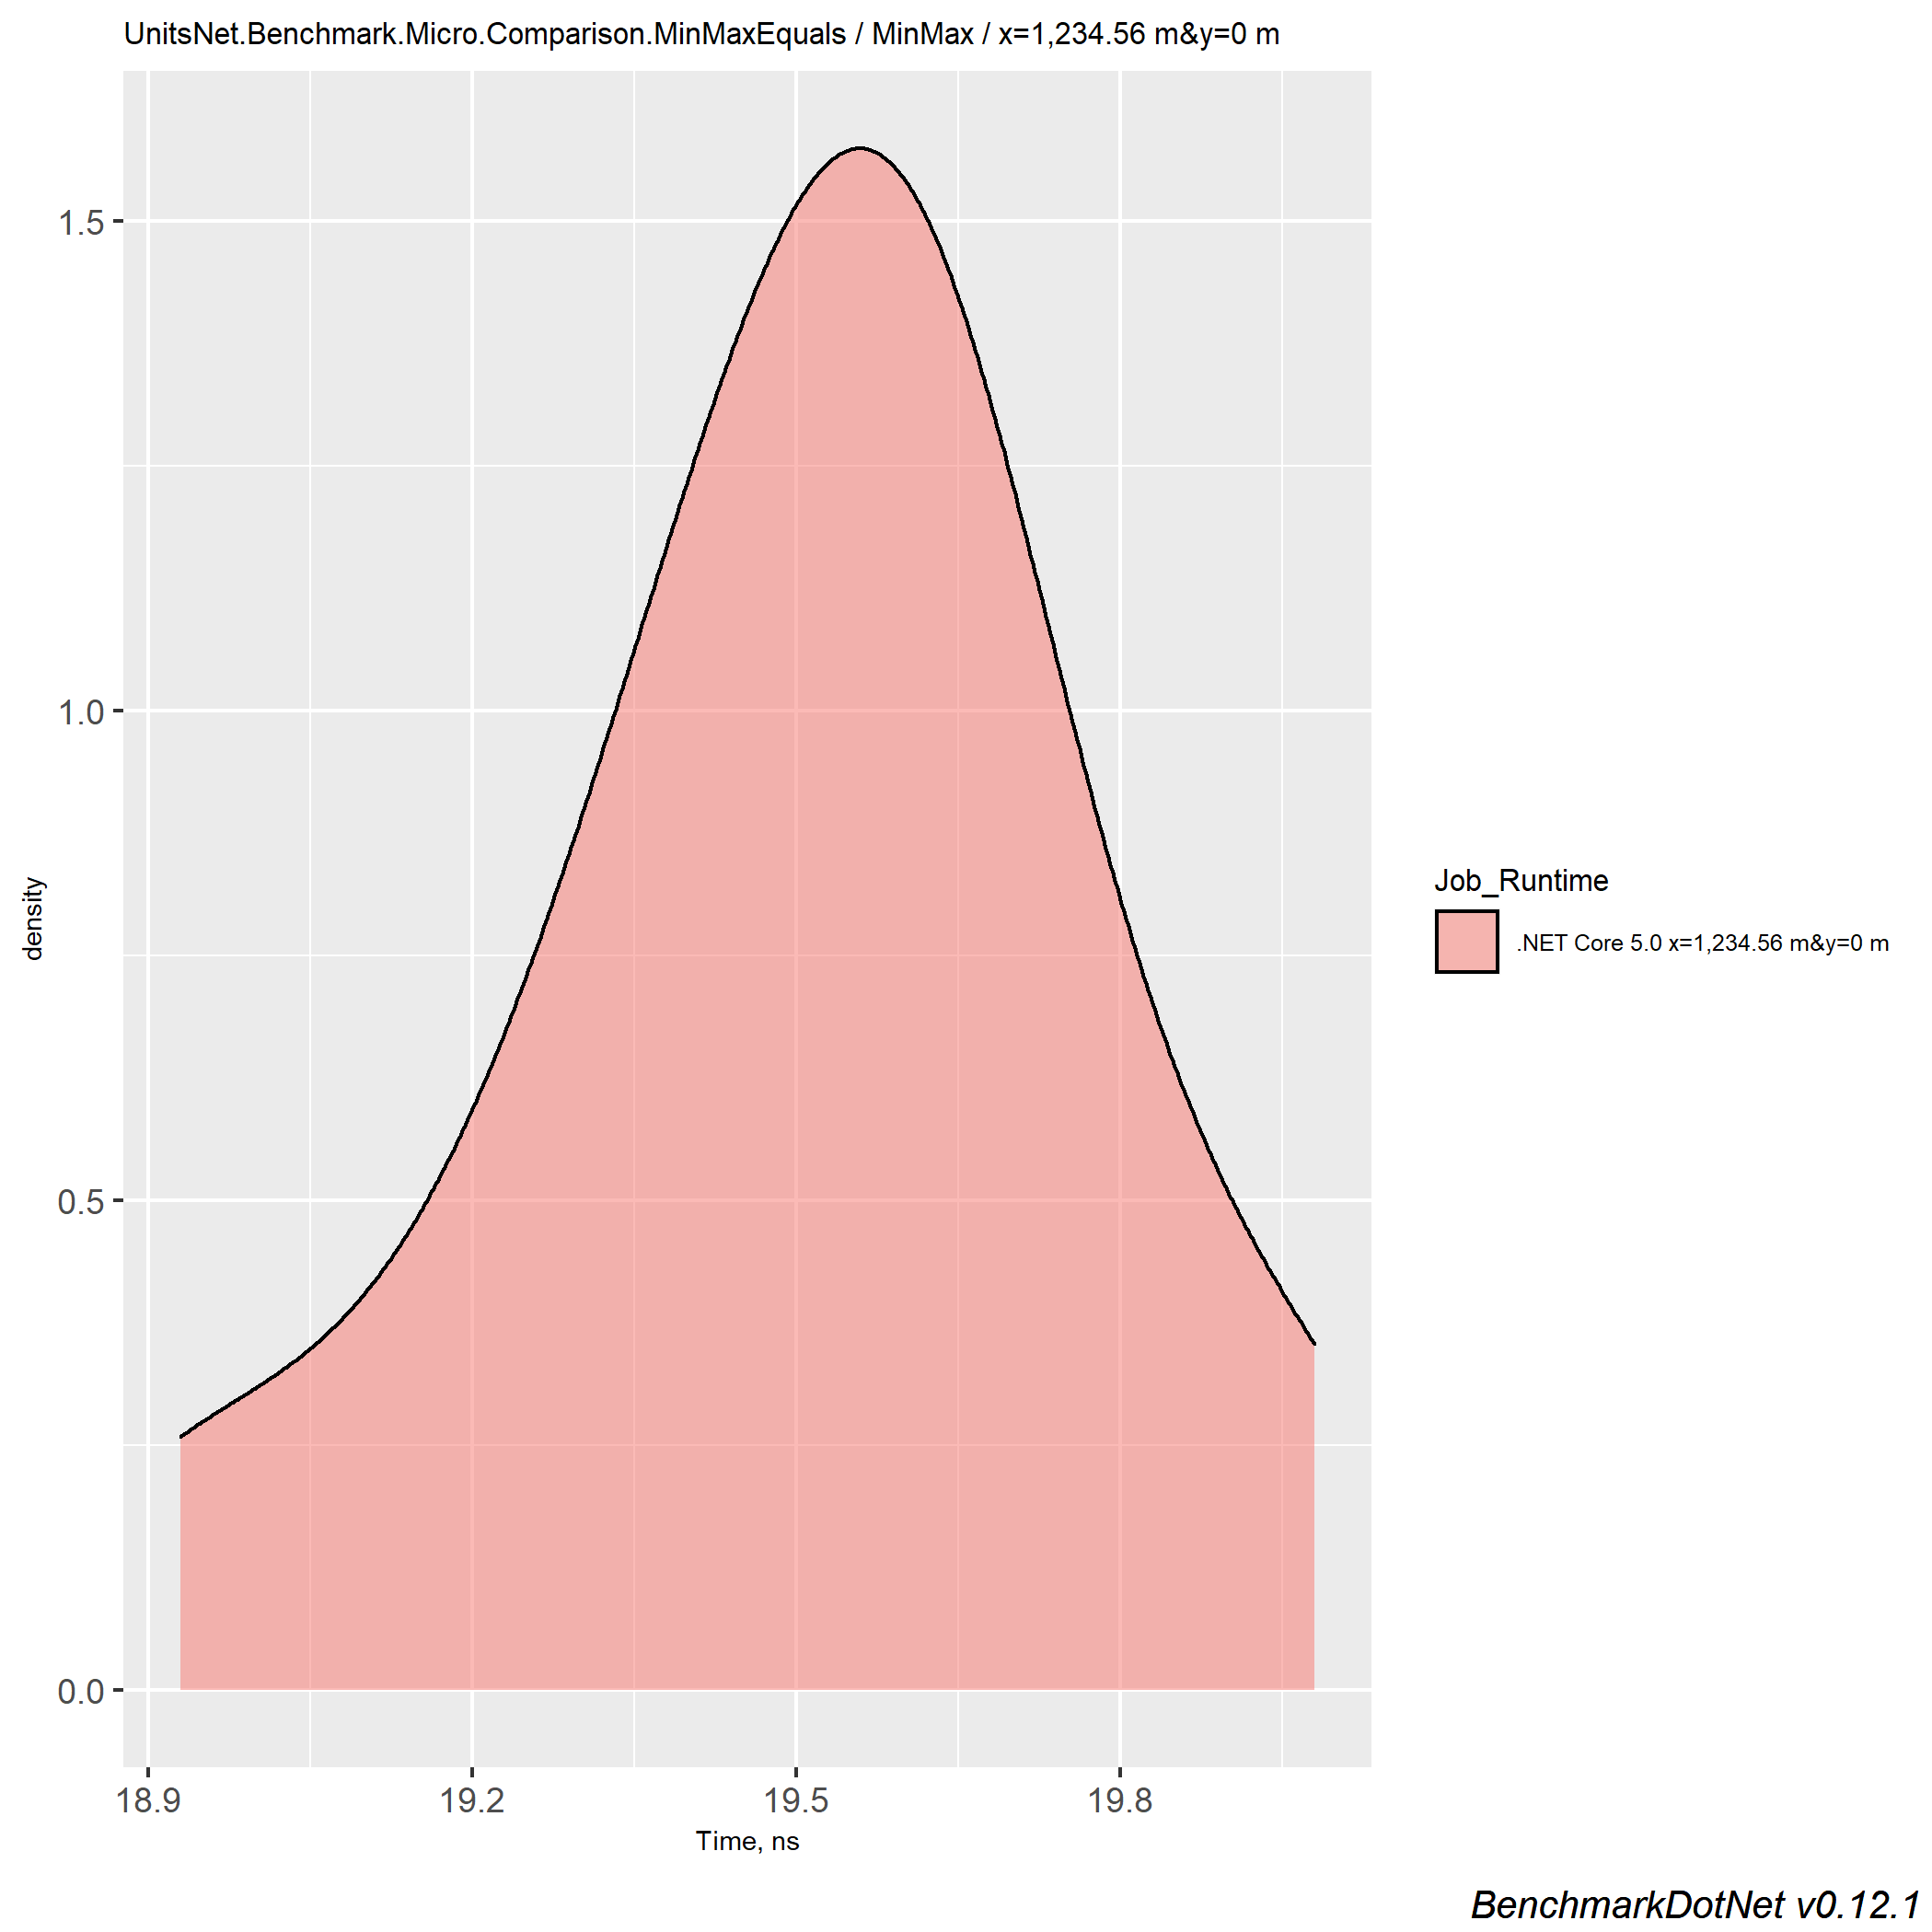 UnitsNet.Benchmark.Micro.Comparison.MinMaxEquals / MinMax / x=1,234.56 m&y=0 m
1.5
1.0
0.5
0.0
density
18.9 19.2 19.5 19.8
Time, ns
Job_Runtime
.NET Core 5.0 x=1,234.56 m&y=0 m
BenchmarkDotNet v0.12.1